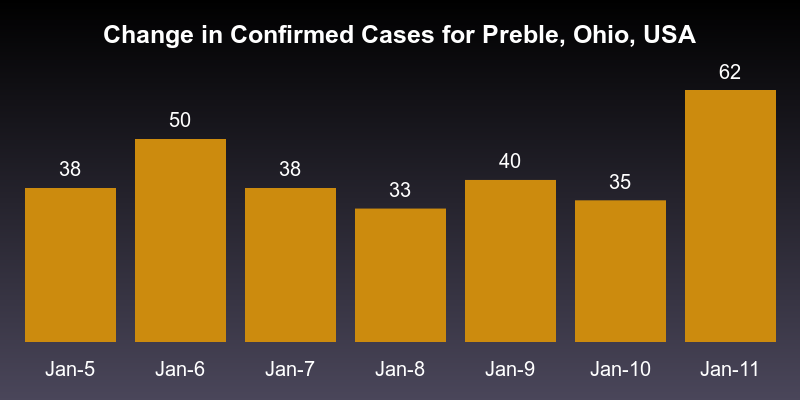 Change in Confirmed Cases for Preble, Ohio, USA
38
50
38
33
40
35
62
Jan-5
Jan-6
Jan-7
Jan-8
Jan-9
Jan-10
Jan-11